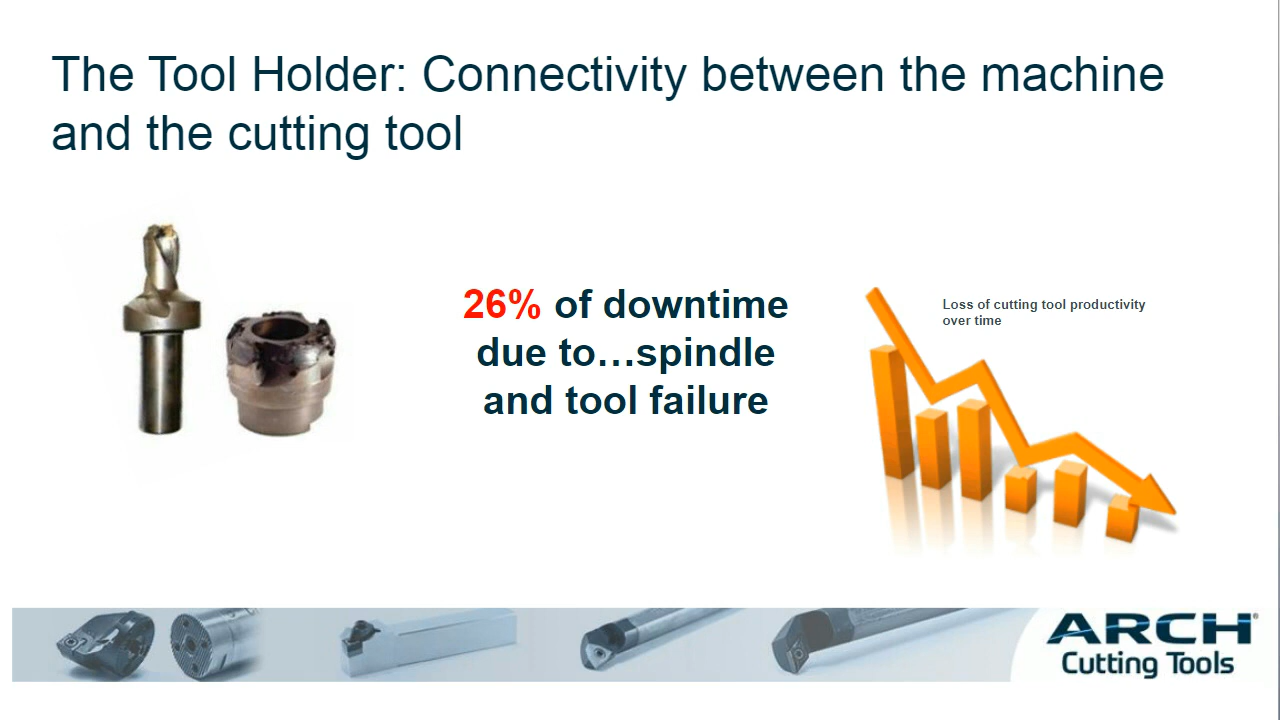 The Tool Holder: Connectivity between the machine
and the cutting tool
26% of downtime
due to…spindle
and tool failure
Loss of cutting tool productivity
over time
ARCH®
Cutting Tools